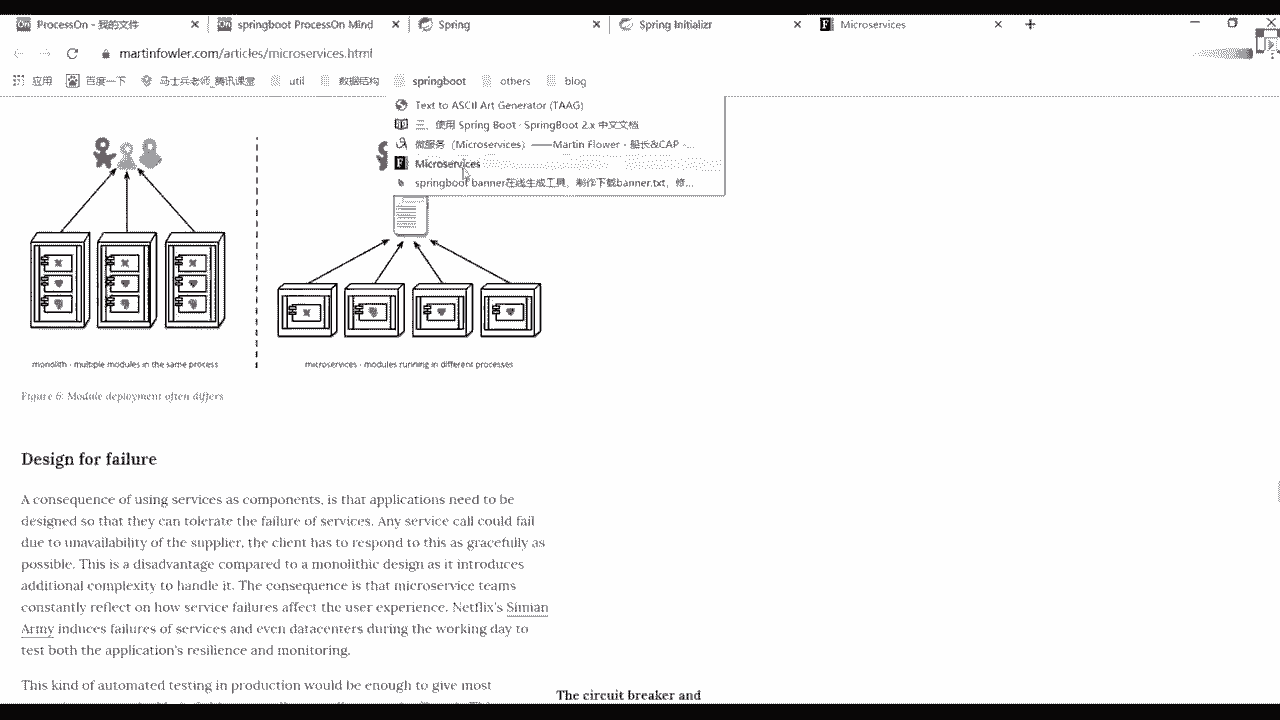 ProcessOn - 我的文件
springboot ProcessOn Mind
Spring
Spring Initializr
Microservices
martinfowler.com/articles/microservices.html
应用
百度一下
马士兵老师_腾讯课堂
util
数据结构
springboot
others
blog
Text to ASCII Art Generator (TAAG)
三、使用 Spring Boot · SpringBoot 2.x 中文文档
微服务（Microservices）——Martin Flower - 船长&CAP -...
Microservices
springboot banner在线生成工具，制作下载banner.txt，修...
monolith - multiple modules in the same process
microservices - modules running in different processes
Figure 6: Module deployment often differs
Design for failure
A consequence of using services as components, is that applications need to be
designed so that they can tolerate the failure of services. Any service call could fail
due to unavailability of the supplier, the client has to respond to this as gracefully as
possible. This is a disadvantage compared to a monolithic design as it introduces
additional complexity to handle it. The consequence is that microservice teams
constantly reflect on how service failures affect the user experience. Netflix's Simian
Army induces failures of services and even datacenters during the working day to
test both the application's resilience and monitoring.
This kind of automated testing in production would be enough to give most
The circuit breaker and